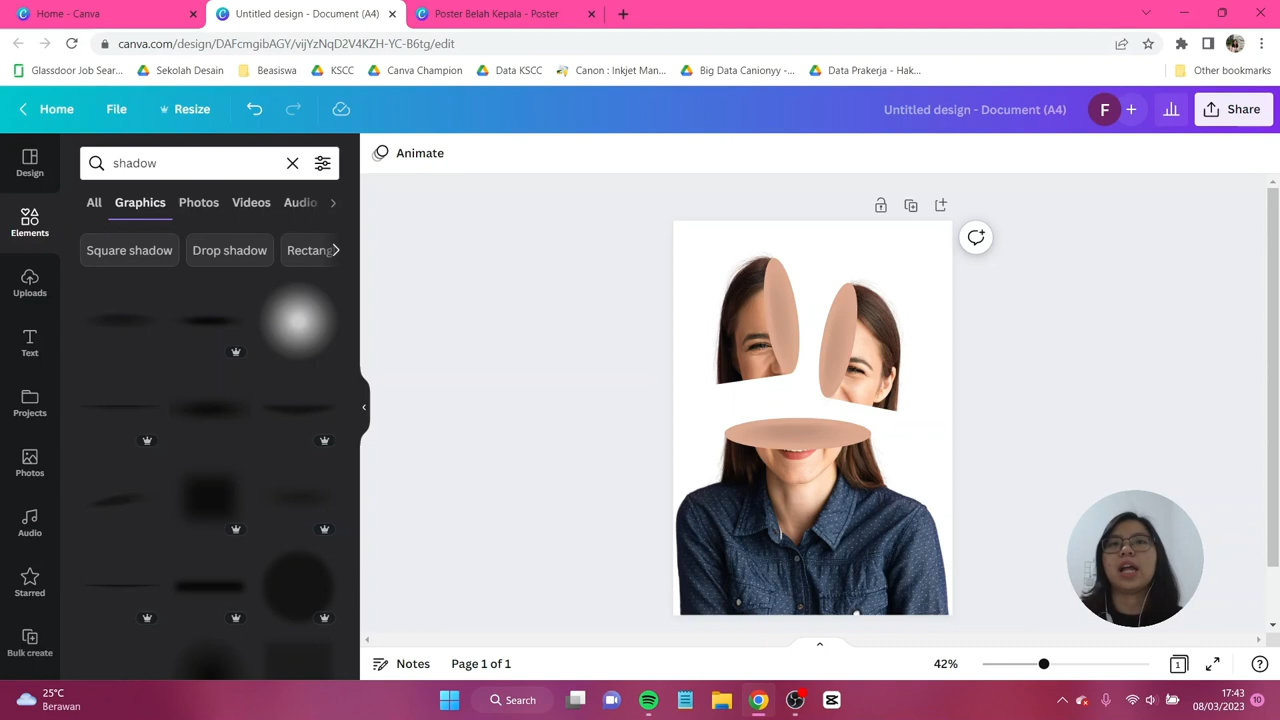 Home - Canva
Untitled design - Document (A4)
Poster Belah Kepala - Poster
canva.com/design/DAFcmgibAGY/vijYzNqD2V4KZH-YC-B6tg/edit
Glassdoor Job Sear...
Sekolah Desain
Beasiswa
KSCC
Canva Champion
Data KSCC
Canon : Inkjet Man...
Big Data Canionyy -...
Data Prakerja - Hak...
Other bookmarks
Home
File
Resize
Untitled design - Document (A4)
F
Share
Design
Elements
Uploads
Text
Projects
Photos
Audio
Starred
Bulk create
shadow
All
Graphics
Photos
Videos
Audio
Square shadow
Drop shadow
Rectang
Animate
Notes
Page 1 of 1
42%
1
25°C
Berawan
Search
17:43
08/03/2023
10